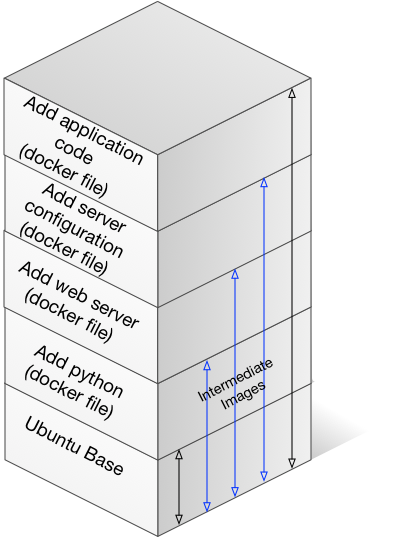 Add application
code
(docker file)
Add server
configuration
(docker file)
Add web server
(docker file)
Add python
(docker file)
Ubuntu Base
Intermediate
Images